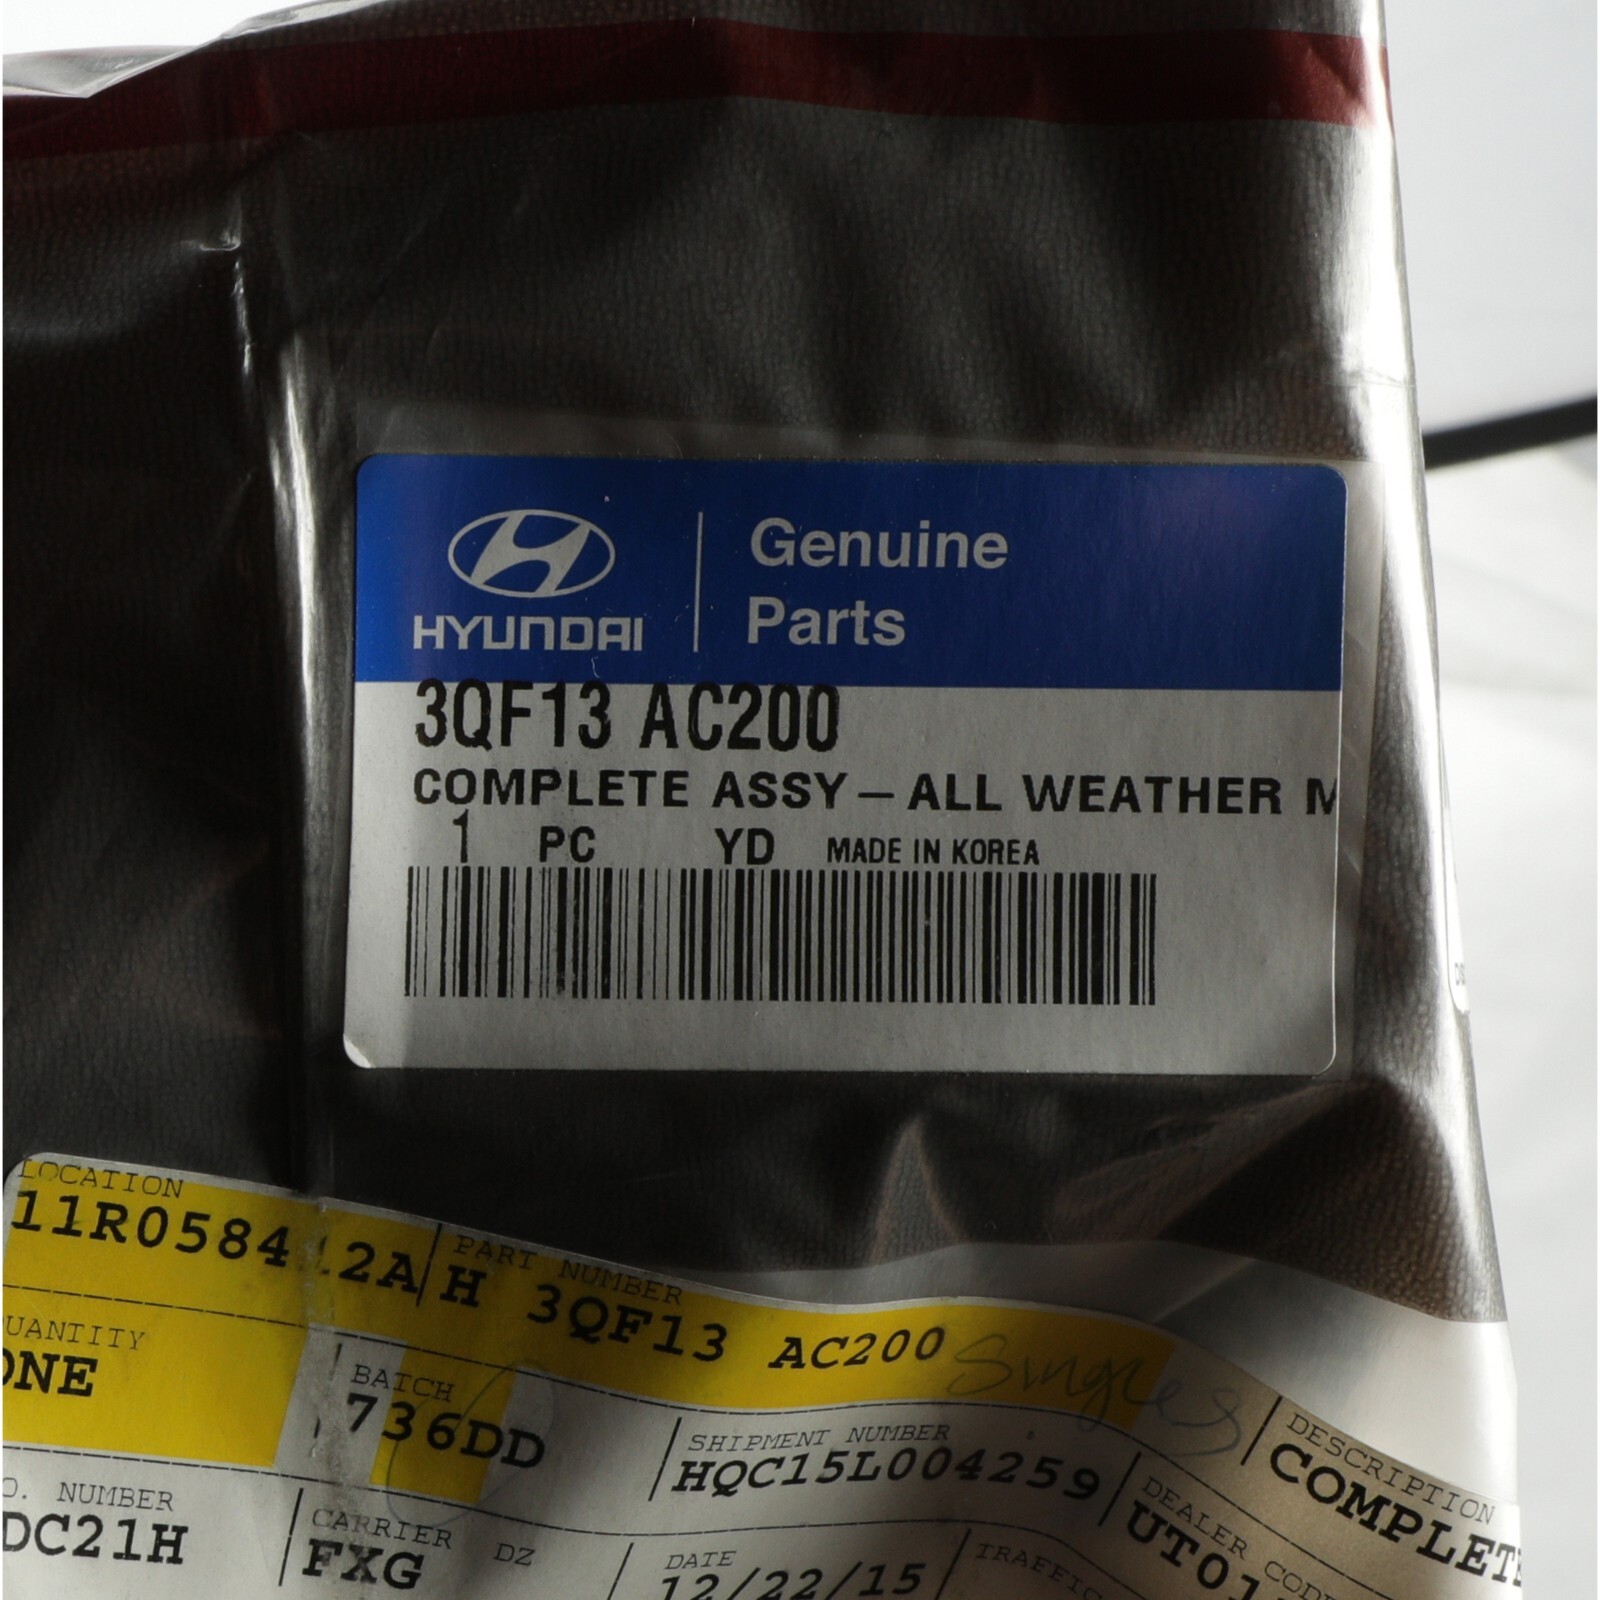 HYUNDAI
Genuine
Parts
3QF13 AC200
COMPLETE ASSY-ALL WEATHER M
1 PC YD MADE IN KOREA
LOCATION
11R0584 2A
PART NUMBER
H 3QF13 AC200
Singles
QUANTITY
ONE
BATCH
736DD
SHIPMENT NUMBER
HQC15L004259
DESCRIPTION
COMPLETE
O. NUMBER
DC21H
CARRIER DZ
FXG
DATE
12/22/15
TRAFFIC
DEALER CODE
UT01